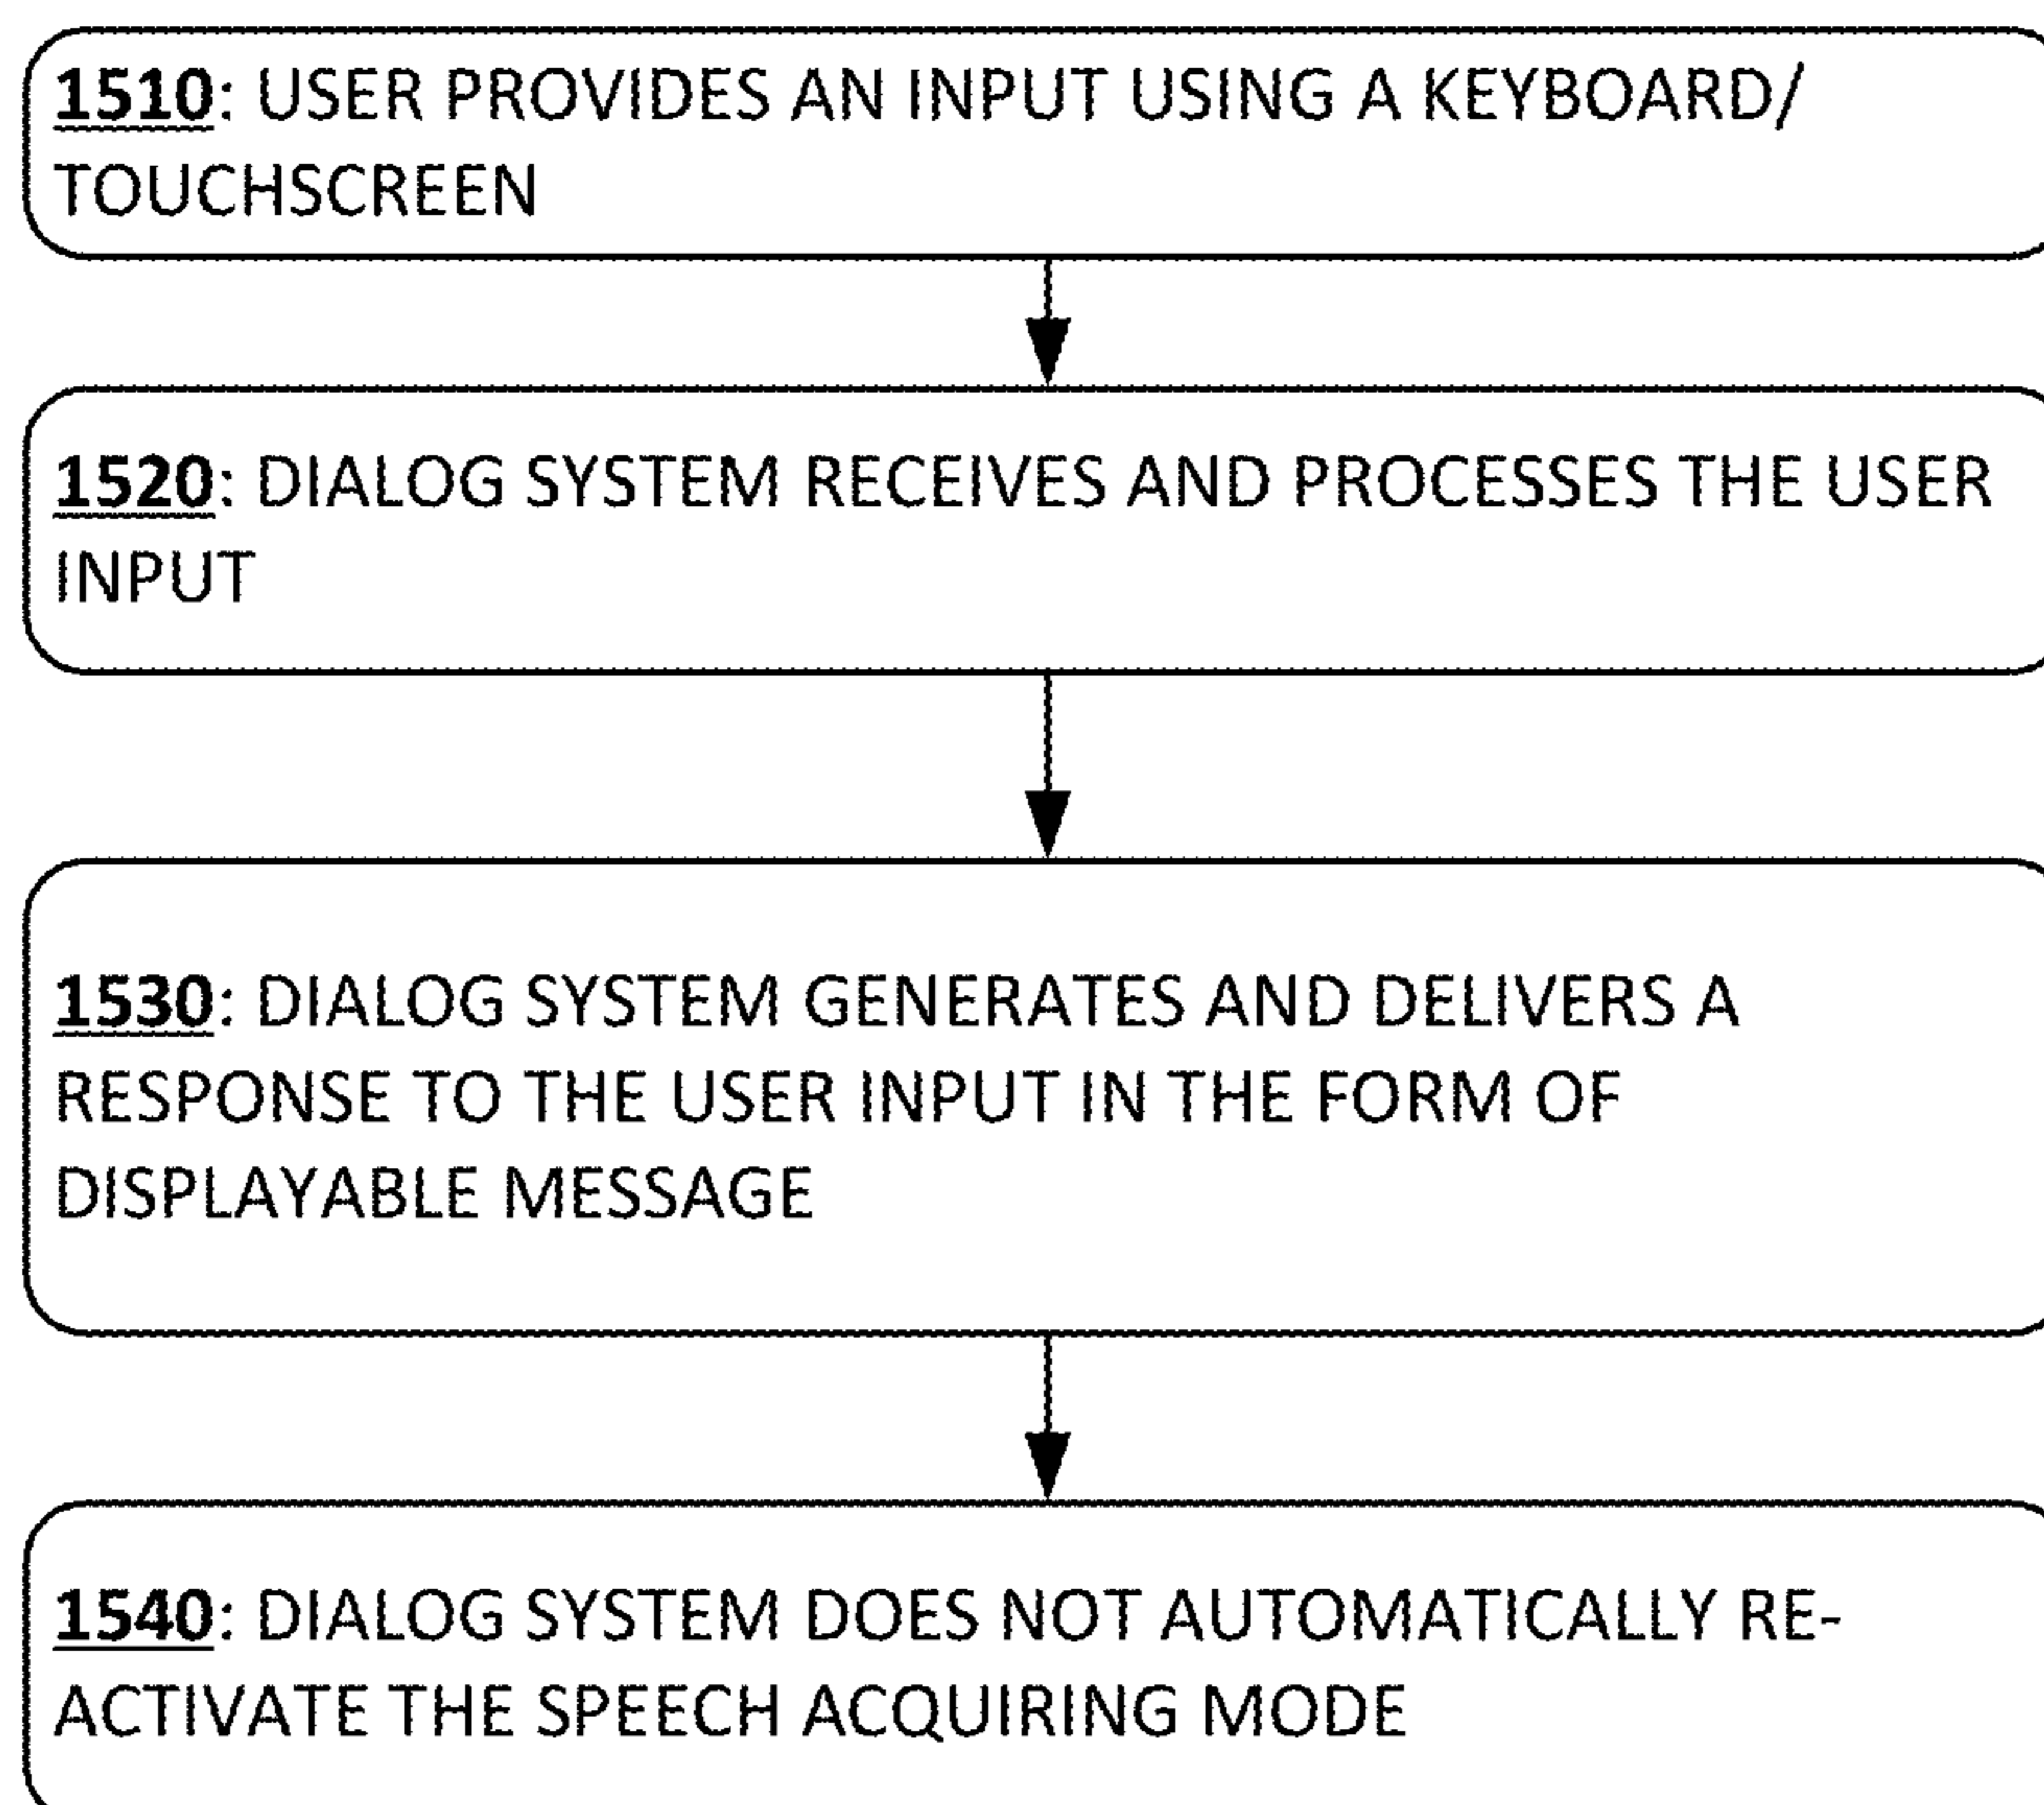 1510: USER PROVIDES AN INPUT USING A KEYBOARD/
TOUCHSCREEN
1520: DIALOG SYSTEM RECEIVES AND PROCESSES THE USER
INPUT
1530: DIALOG SYSTEM GENERATES AND DELIVERS A
RESPONSE TO THE USER INPUT IN THE FORM OF
DISPLAYABLE MESSAGE
1540: DIALOG SYSTEM DOES NOT AUTOMATICALLY RE-
ACTIVATE THE SPEECH ACQUIRING MODE